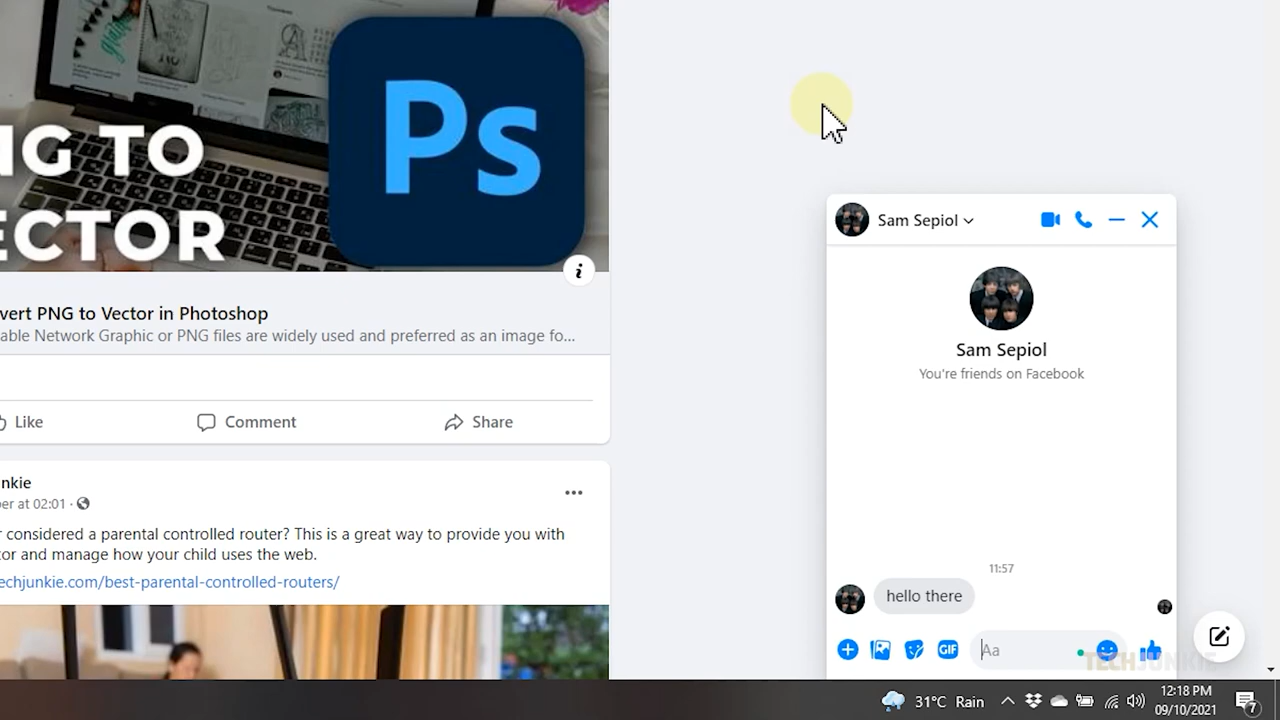 NG TO
ECTOR
Ps
i
vert PNG to Vector in Photoshop
able Network Graphic or PNG files are widely used and preferred as an image fo...
Like
Comment
Share
nkie
er at 02:01 ·
r considered a parental controlled router? This is a great way to provide you with
tor and manage how your child uses the web.
echjunkie.com/best-parental-controlled-routers/
Sam Sepiol
Sam Sepiol
You're friends on Facebook
11:57
hello there
GIF
Aa
TECHJUNKIE
31°C Rain
12:18 PM
09/10/2021
7